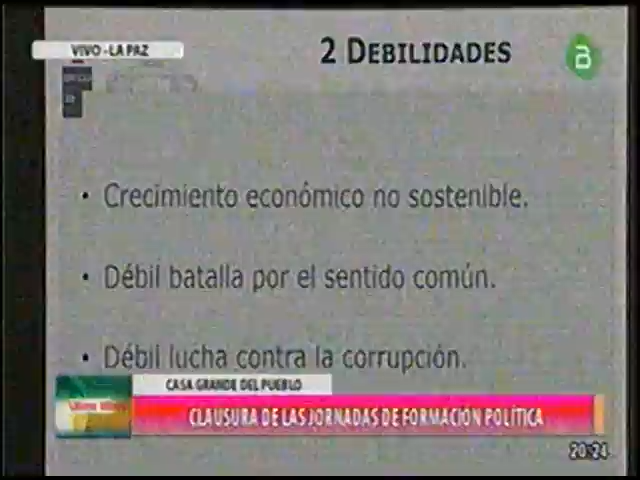 VIVO - LA PAZ
2 DEBILIDADES
B
• Crecimiento económico no sostenible.
• Débil batalla por el sentido común.
• Débil lucha contra la corrupción.
CASA GRANDE DEL PUEBLO
CLAUSURA DE LAS JORNADAS DE FORMACIÓN POLÍTICA
20:24